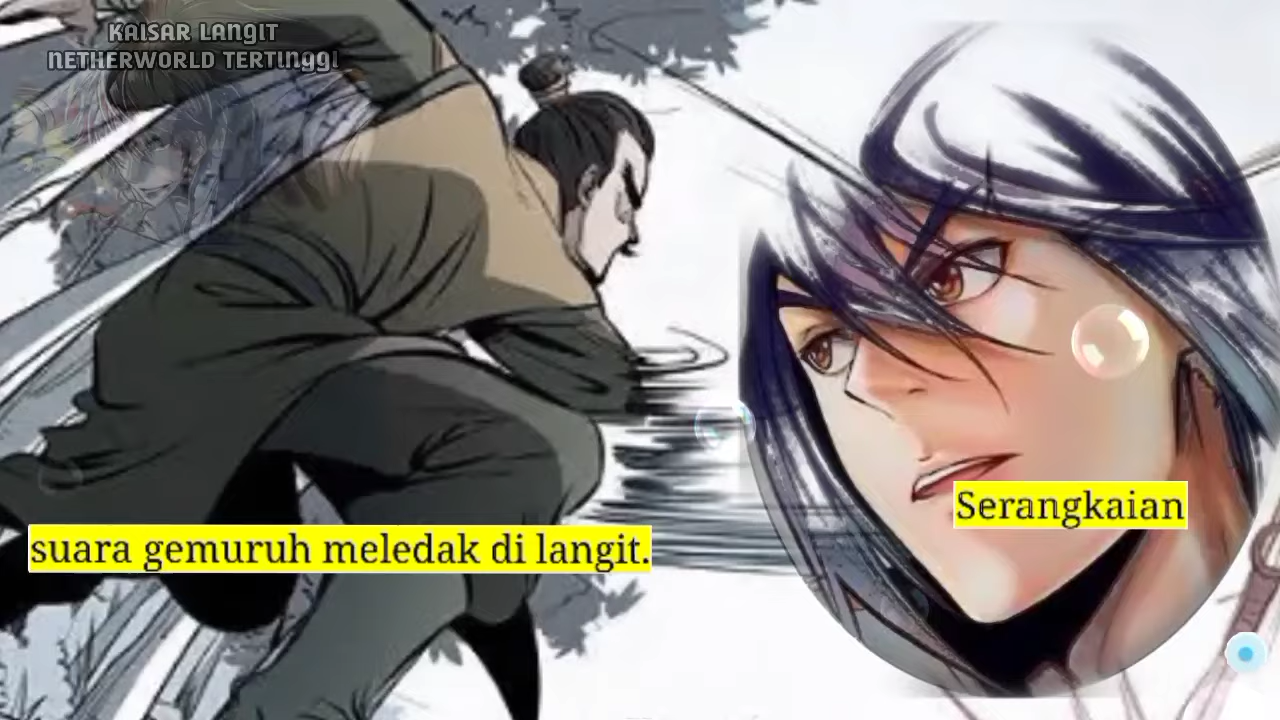 KAISAR LANGIT
NETHERWORLD TERTINGGI
Serangkaian
suara gemuruh meledak di langit.